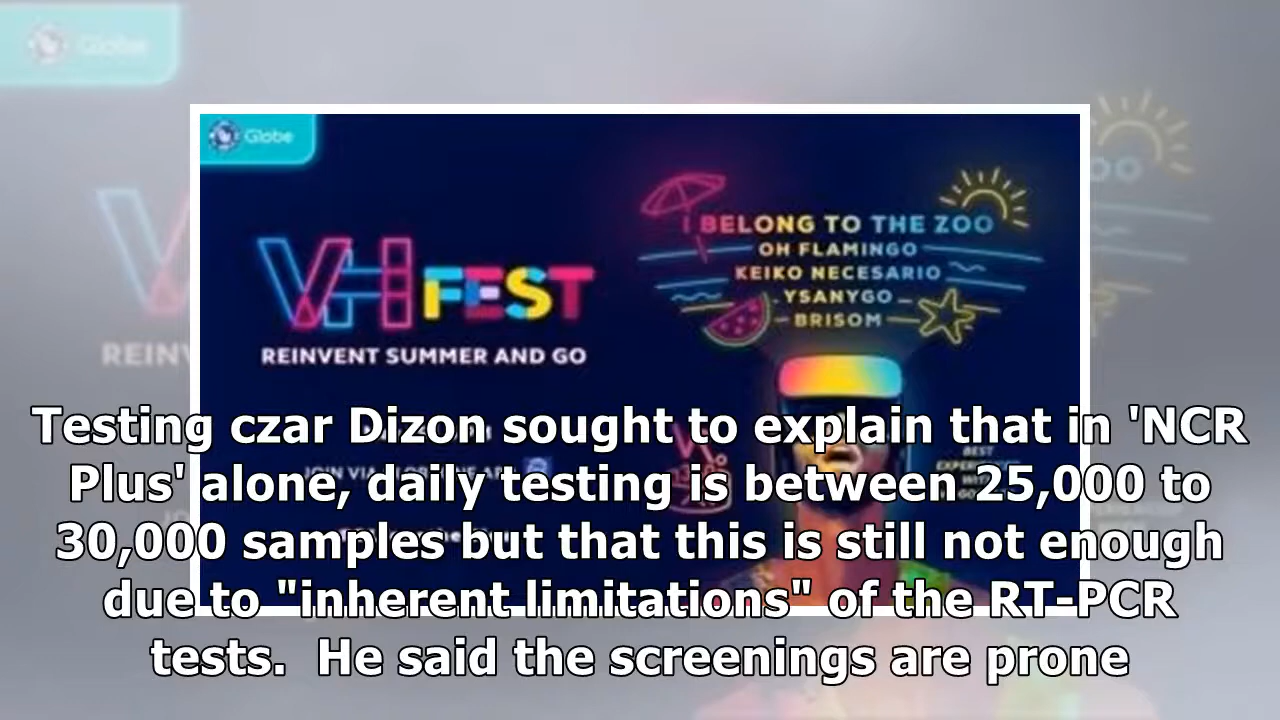 Globe
Globe
VH FEST
REINVENT SUMMER AND GO
I BELONG TO THE ZOO
OH FLAMINGO
KEIKO NECESARIO
YSANYGO
BRISOM
BEST
Testing czar Dizon sought to explain that in 'NCR
Plus' alone, daily testing is between 25,000 to
30,000 samples but that this is still not enough
due to "inherent limitations" of the RT-PCR
tests.  He said the screenings are prone